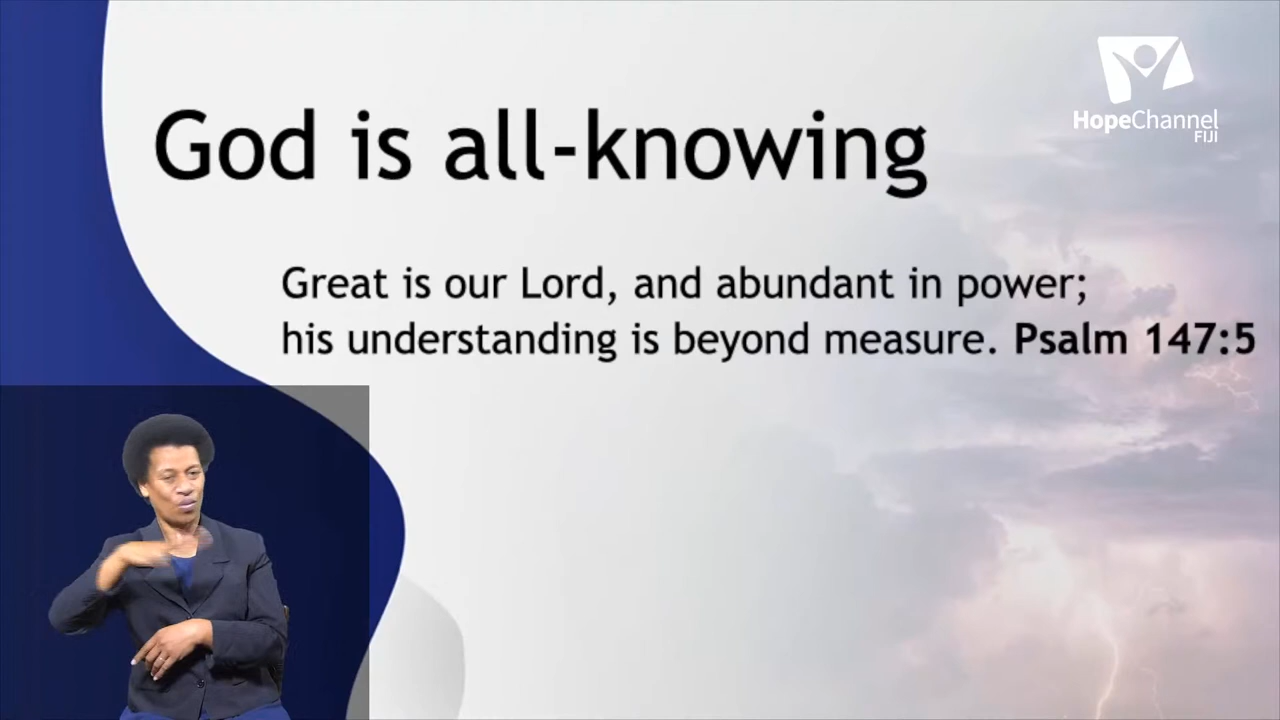 HopeChannel
FIJI
God is all-knowing
Great is our Lord, and abundant in power;
his understanding is beyond measure. Psalm 147:5